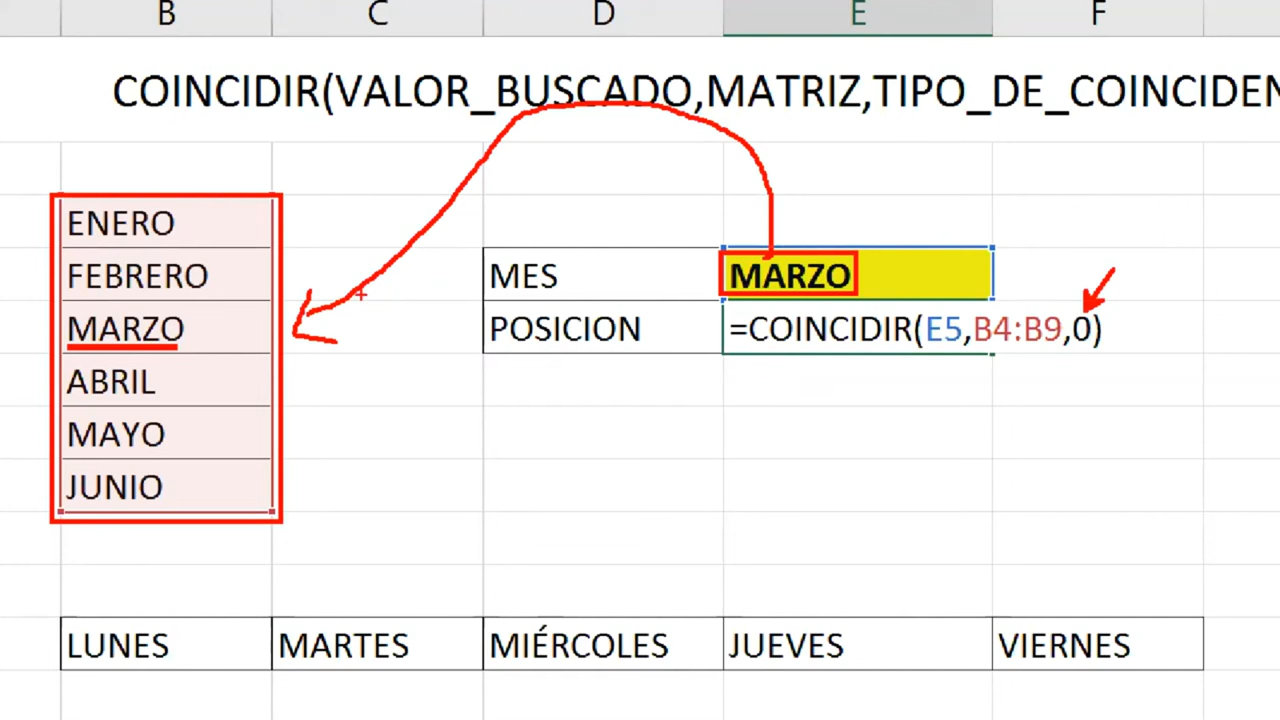 B C D E F
COINCIDIR(VALOR_BUSCADO,MATRIZ,TIPO_DE_COINCIDEN
ENERO
FEBRERO MES MARZO
MARZO POSICION =COINCIDIR(E5,B4:B9,0)
ABRIL
MAYO
JUNIO
LUNES MARTES MIÉRCOLES JUEVES VIERNES